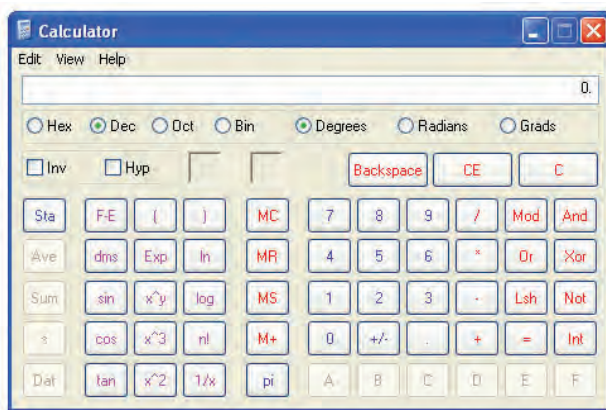 Calculator
Edit View Help
0.
Hex Dec Oct Bin Degrees Radians Grads
Inv Hyp Backspace CE C
Sta F-E ( ) MC 7 8 9 / Mod And
Ave dms Exp ln MR 4 5 6 * Or Xor
Sum sin x^y log MS 1 2 3 - Lsh Not
s cos x^3 n! M+ 0 +/- . + = Int
Dat tan x^2 1/x pi A B C D E F